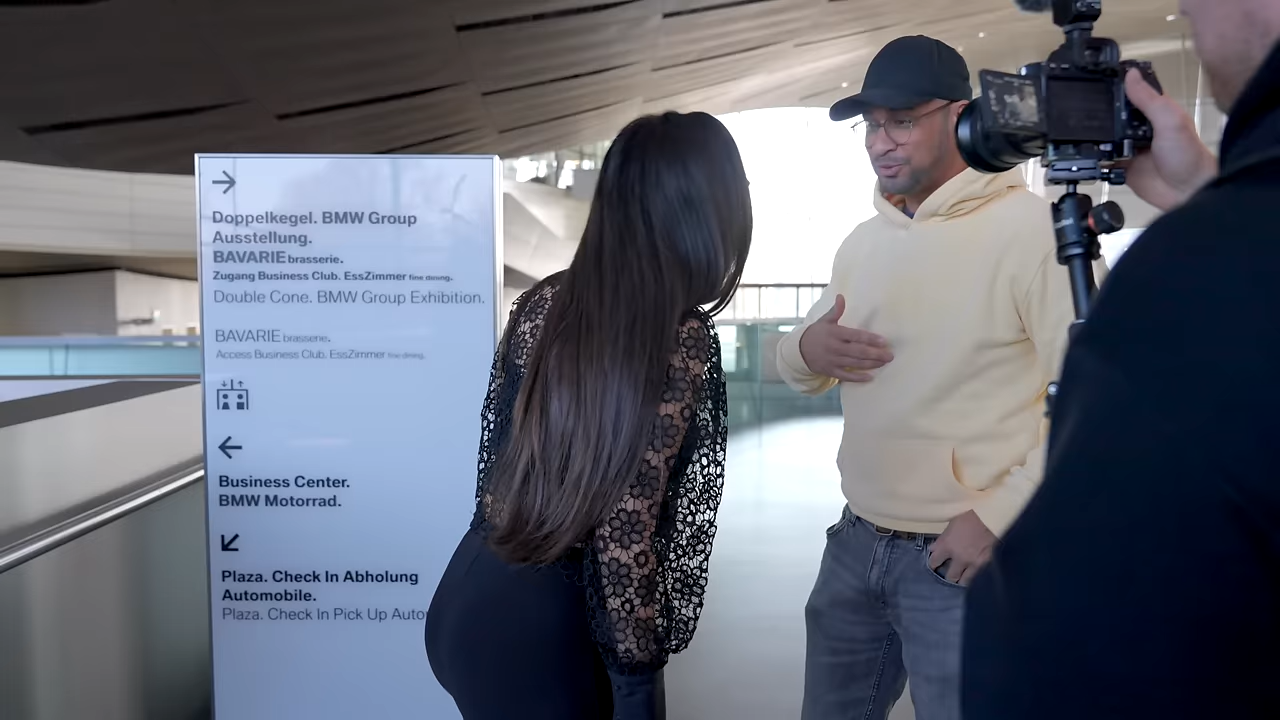 Doppelkegel. BMW Group
Ausstellung.
BAVARIE brasserie.
Zugang Business Club. EssZimmer fine dining.
Double Cone. BMW Group Exhibition.
BAVARIE brasserie.
Access Business Club. EssZimmer fine dining.
Business Center.
BMW Motorrad.
Plaza. Check In Abholung
Automobile.
Plaza. Check In Pick Up Auto